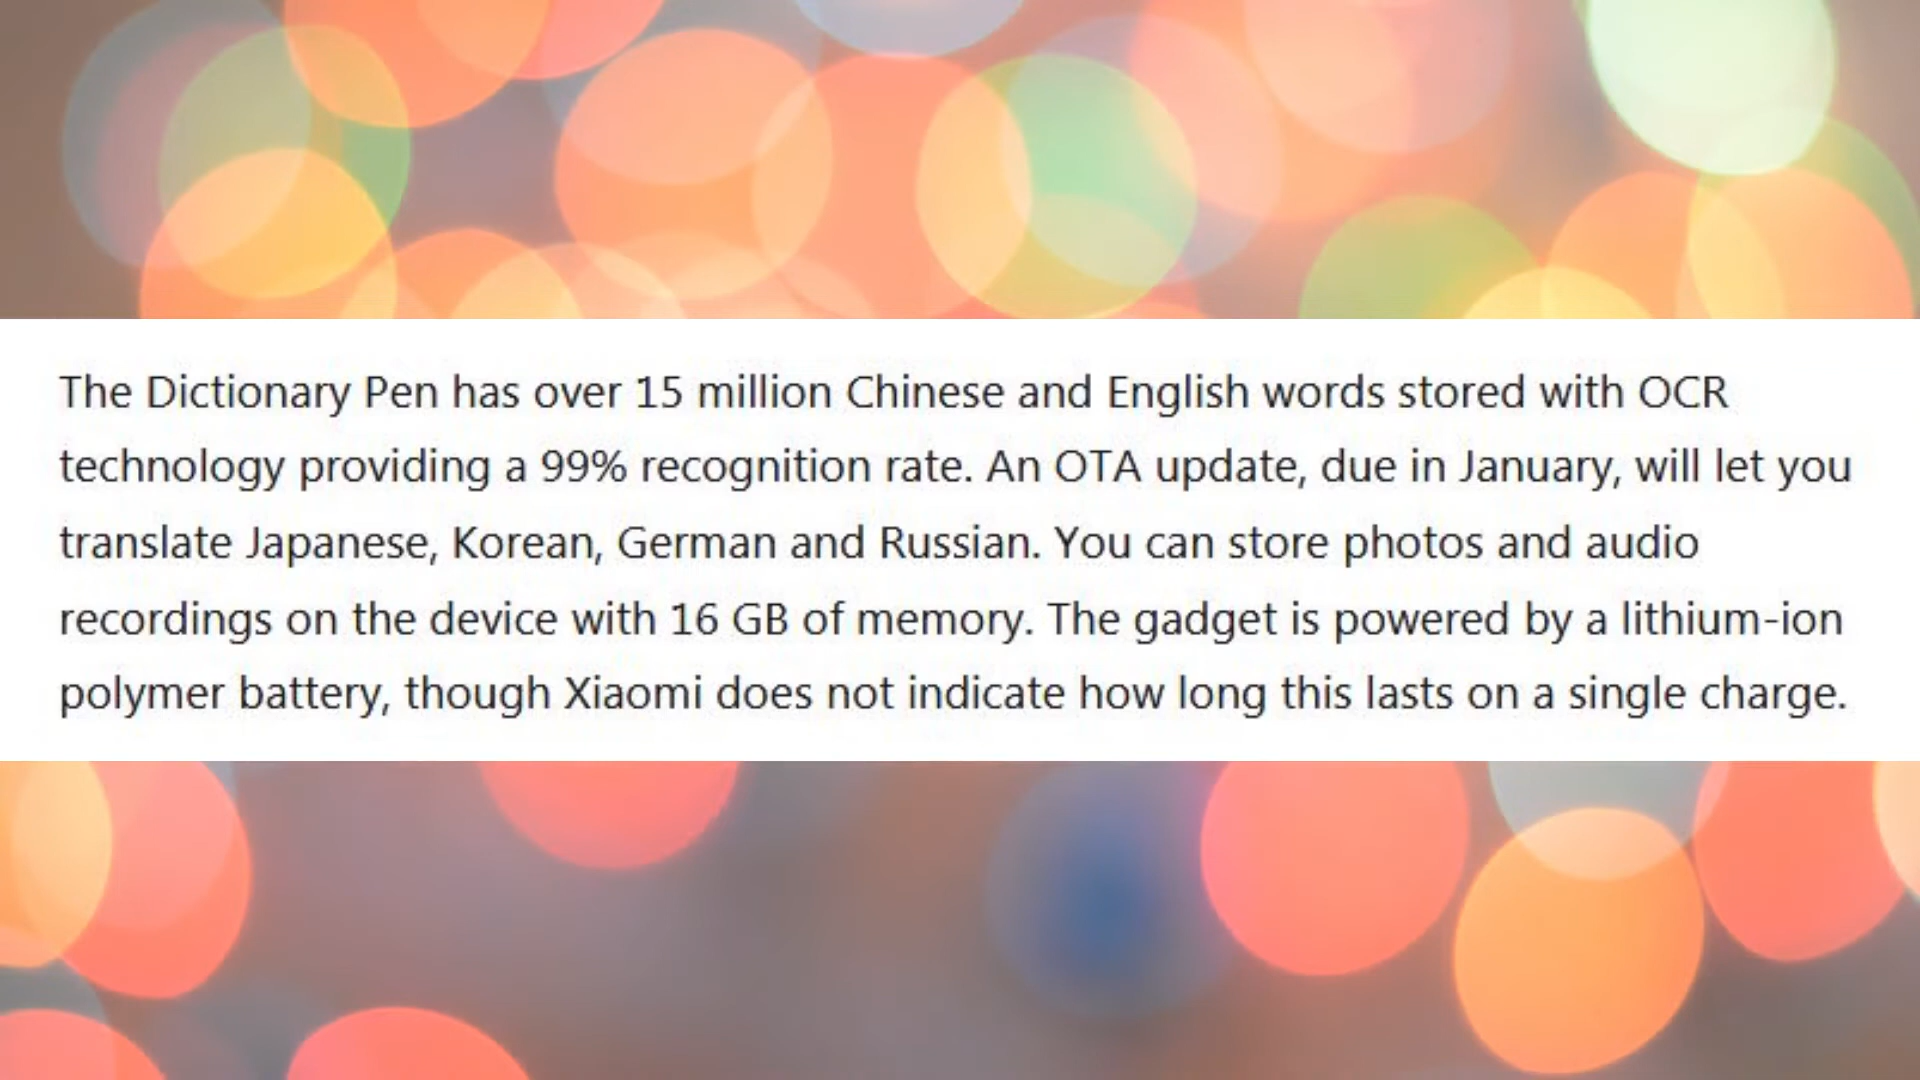 The Dictionary Pen has over 15 million Chinese and English words stored with OCR
technology providing a 99% recognition rate. An OTA update, due in January, will let you
translate Japanese, Korean, German and Russian. You can store photos and audio
recordings on the device with 16 GB of memory. The gadget is powered by a lithium-ion
polymer battery, though Xiaomi does not indicate how long this lasts on a single charge.